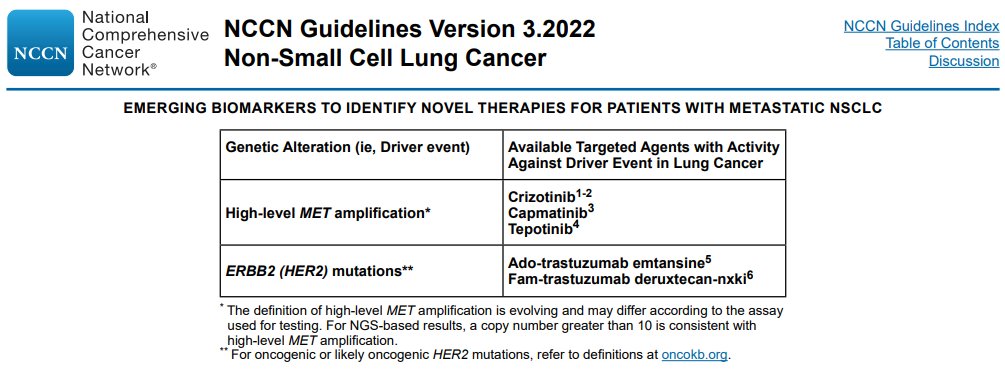 NCCN
National
Comprehensive
Cancer
Network®
NCCN Guidelines Version 3.2022
Non-Small Cell Lung Cancer
NCCN Guidelines Index
Table of Contents
Discussion
EMERGING BIOMARKERS TO IDENTIFY NOVEL THERAPIES FOR PATIENTS WITH METASTATIC NSCLC
Genetic Alteration (ie, Driver event)
Available Targeted Agents with Activity
Against Driver Event in Lung Cancer
High-level MET amplification*
Crizotinib1-2
Capmatinib3
Tepotinib4
ERBB2 (HER2) mutations**
Ado-trastuzumab emtansine5
Fam-trastuzumab deruxtecan-nxki6
* The definition of high-level MET amplification is evolving and may differ according to the assay
used for testing. For NGS-based results, a copy number greater than 10 is consistent with
high-level MET amplification.
** For oncogenic or likely oncogenic HER2 mutations, refer to definitions at oncokb.org.